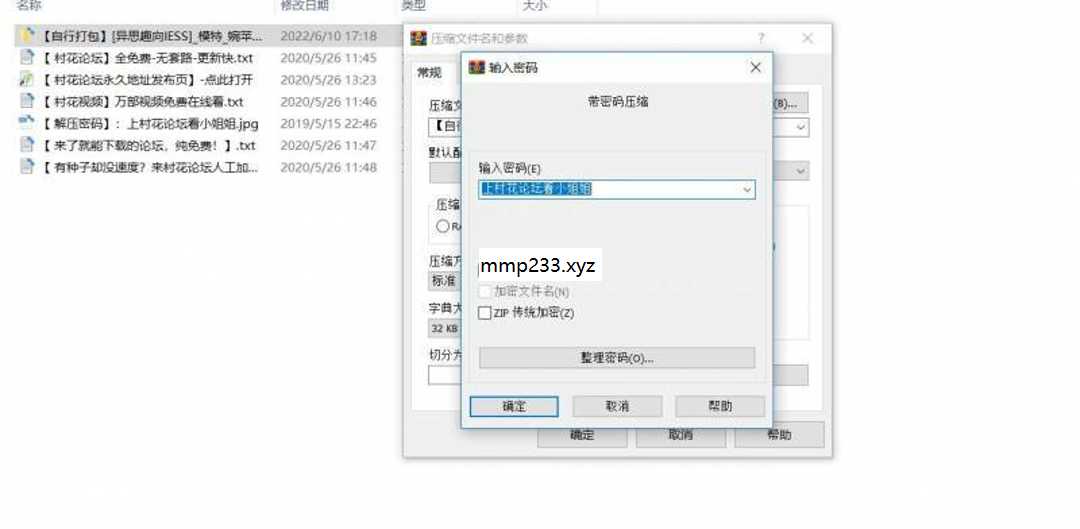 名称 修改日期 类型 大小
【自行打包】[异思趣向IESS]_模特_婉苹... 2022/6/10 17:18
【 村花论坛】全免费-无套路-更新快.txt 2020/5/26 11:45
【 村花论坛永久地址发布页】-点此打开 2020/5/26 13:23
【 村花视频】万部视频免费在线看.txt 2020/5/26 11:46
【 解压密码】：上村花论坛看小姐姐.jpg 2019/5/15 22:46
【 来了就能下载的论坛，纯免费！】.txt 2020/5/26 11:47
【 有种子却没速度？来村花论坛人工加... 2020/5/26 11:48
压缩文件名和参数 ?
常规
压缩文
(B)...
【自行
默认配
压缩
RA
压缩方
标准
字典大
32 KB
切分为
确定 取消 帮助
输入密码
带密码压缩
输入密码(E)
上村花论坛看小姐姐
mmp233.xyz
加密文件名(N)
ZIP 传统加密(Z)
整理密码(O)...
确定 取消 帮助